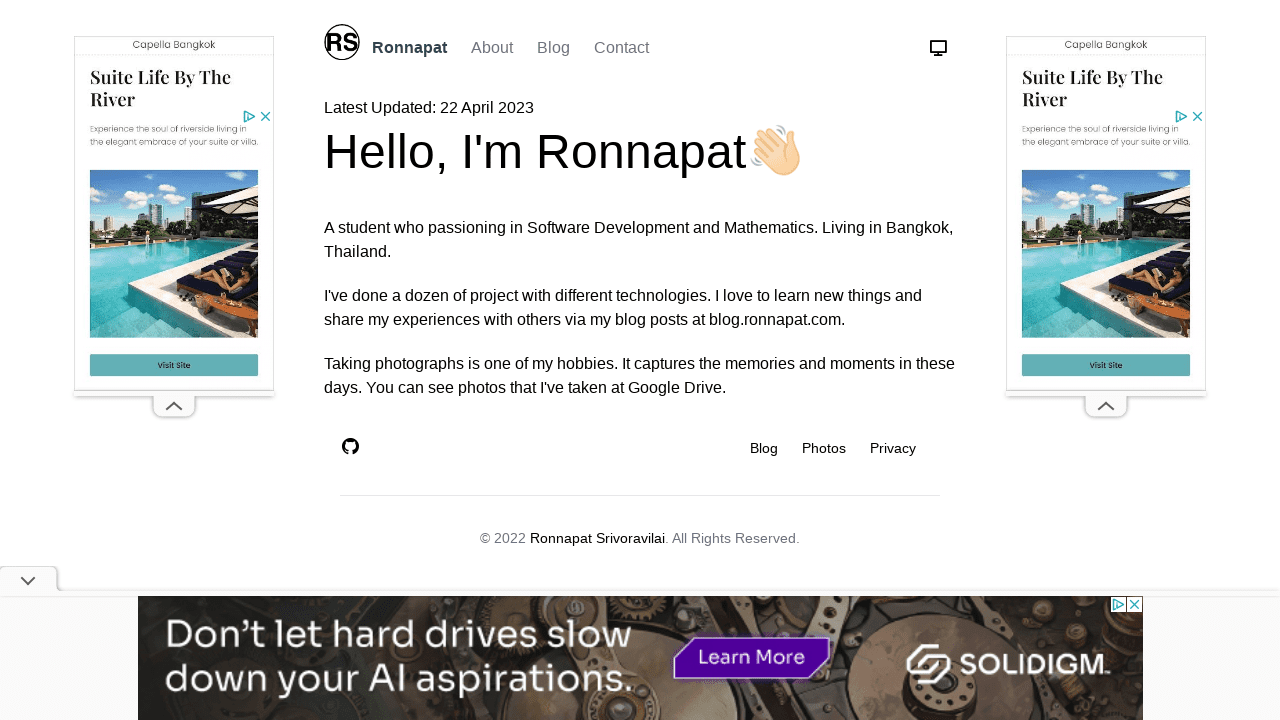 RS
Ronnapat
About
Blog
Contact
Capella Bangkok
Suite Life By The
River
Experience the soul of riverside living in
the elegant embrace of your suite or villa.
Visit Site
Latest Updated: 22 April 2023
Hello, I'm Ronnapat👋🏻
A student who passioning in Software Development and Mathematics. Living in Bangkok,
Thailand.
I've done a dozen of project with different technologies. I love to learn new things and
share my experiences with others via my blog posts at blog.ronnapat.com.
Taking photographs is one of my hobbies. It captures the memories and moments in these
days. You can see photos that I've taken at Google Drive.
Blog
Photos
Privacy
© 2022 Ronnapat Srivoravilai. All Rights Reserved.
Capella Bangkok
Suite Life By The
River
Experience the soul of riverside living in
the elegant embrace of your suite or villa.
Visit Site
Don't let hard drives slow
down your AI aspirations.
Learn More
SOLIDIGM